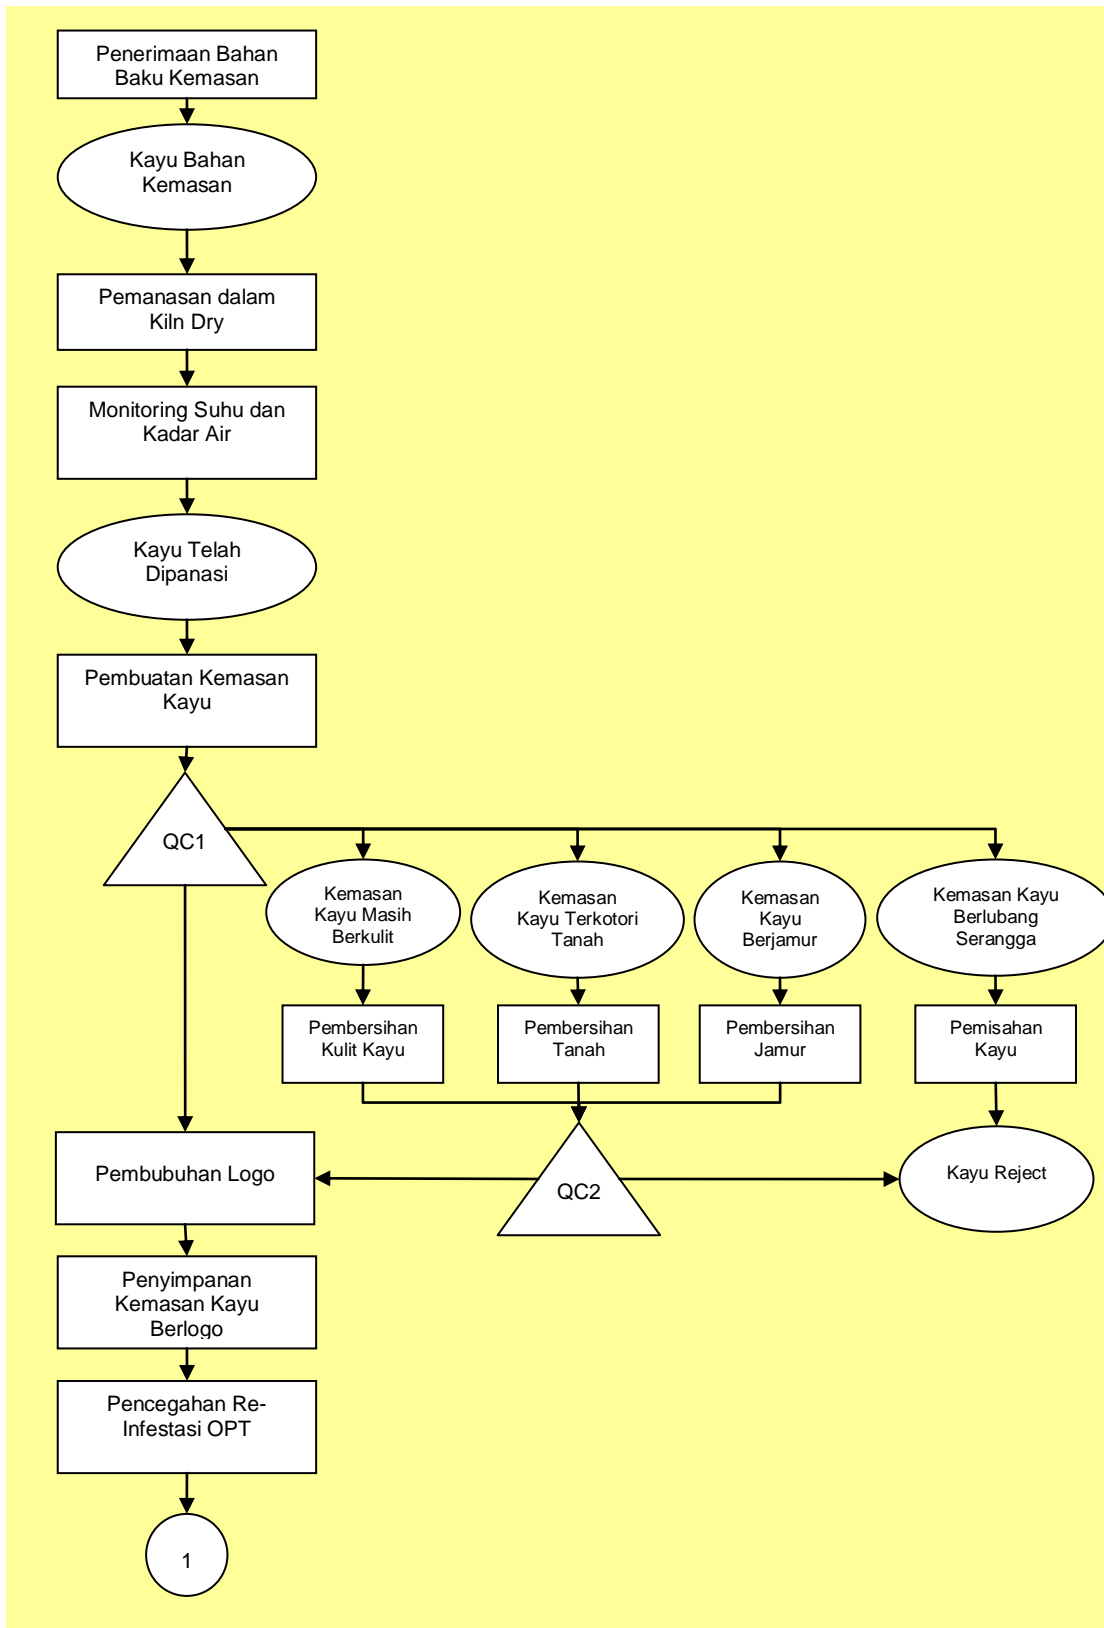 Penerimaan Bahan
Baku Kemasan
Kayu Bahan
Kemasan
Pemanasan dalam
Kiln Dry
Monitoring Suhu dan
Kadar Air
Kayu Telah
Dipanasi
Pembuatan Kemasan
Kayu
QC1
Kemasan
Kayu Masih
Berkulit
Kemasan
Kayu Terkotori
Tanah
Kemasan
Kayu
Berjamur
Kemasan Kayu
Berlubang
Serangga
Pembersihan
Kulit Kayu
Pembersihan
Tanah
Pembersihan
Jamur
Pemisahan
Kayu
Pembubuhan Logo
QC2
Kayu Reject
Penyimpanan
Kemasan Kayu
Berlogo
Pencegahan Re-
Infestasi OPT
1